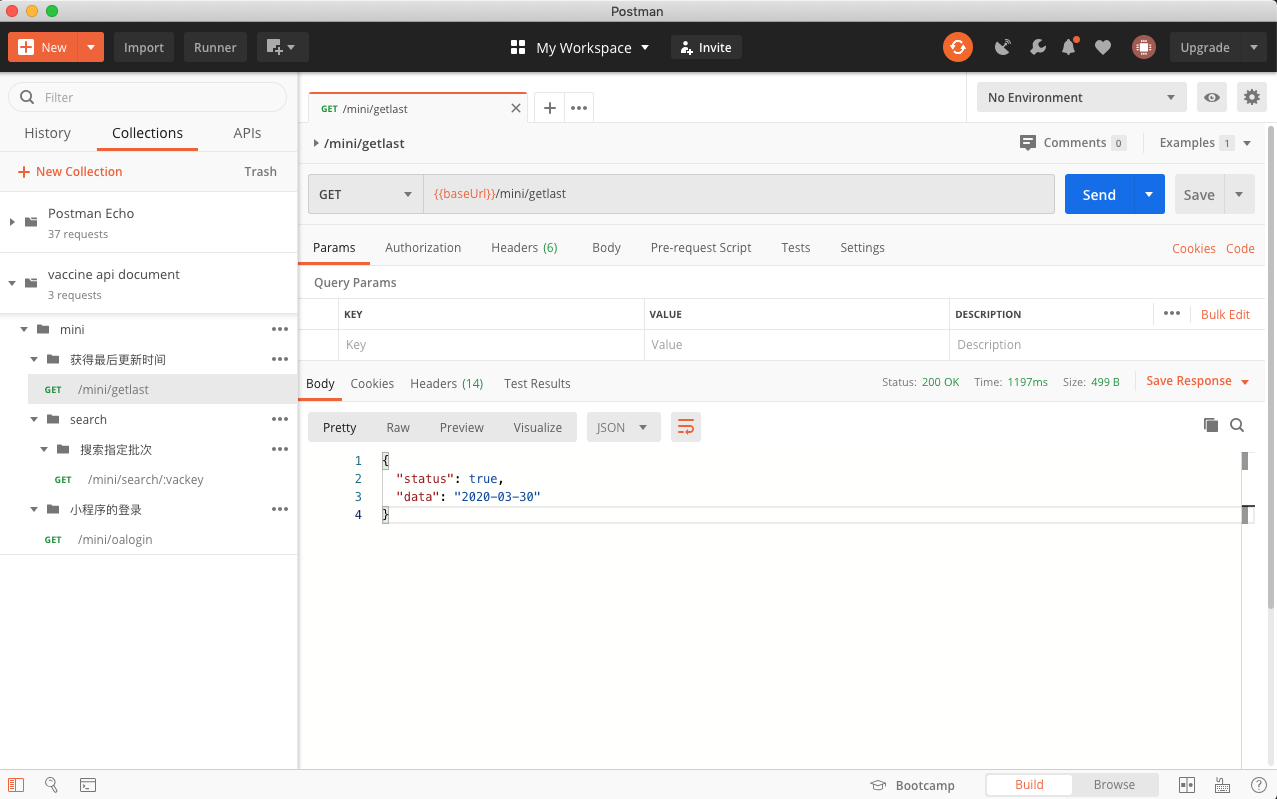 Postman
New Import Runner My Workspace Invite Upgrade
Filter
History Collections APIs
New Collection Trash
Postman Echo
37 requests
vaccine api document
3 requests
mini
获得最后更新时间
GET /mini/getlast
search
搜索指定批次
GET /mini/search/:vackey
小程序的登录
GET /mini/oalogin
GET /mini/getlast
No Environment
/mini/getlast Comments 0 Examples 1
GET {{baseUrl}}/mini/getlast Send Save
Params Authorization Headers (6) Body Pre-request Script Tests Settings Cookies Code
Query Params
KEY VALUE DESCRIPTION Bulk Edit
Key Value Description
Body Cookies Headers (14) Test Results Status: 200 OK Time: 1197ms Size: 499 B Save Response
Pretty Raw Preview Visualize JSON
1 {
2 "status": true,
3 "data": "2020-03-30"
4 }
Bootcamp Build Browse